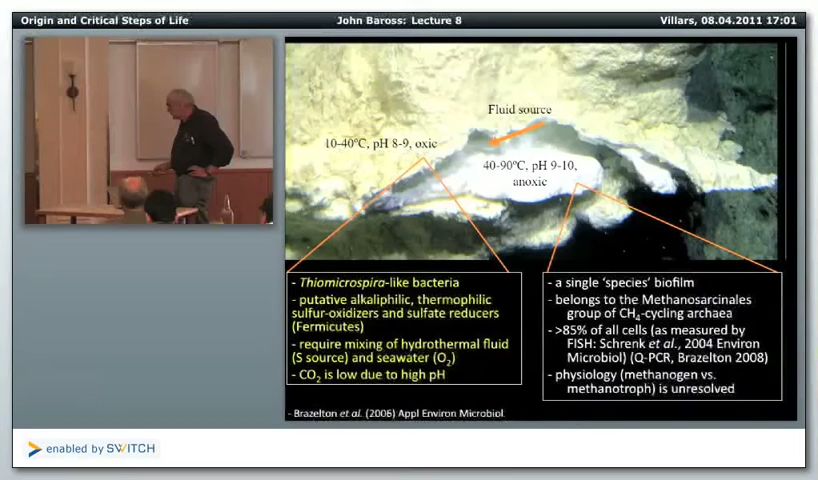 Origin and Critical Steps of Life
John Baross: Lecture 8
Villars, 08.04.2011 17:01
Fluid source
10-40°C, pH 8-9, oxic
40-90°C, pH 9-10,
anoxic
- Thiomicrospira-like bacteria
- putative alkaliphilic, thermophilic
sulfur-oxidizers and sulfate reducers
(Fermicutes)
- require mixing of hydrothermal fluid
(S source) and seawater (O₂)
- CO₂ is low due to high pH
- a single ‘species’ biofilm
- belongs to the Methanosarcinales
group of CH₄-cycling archaea
- >85% of all cells (as measured by
FISH: Schrenk et al., 2004 Environ
Microbiol) (Q-PCR, Brazelton 2008)
- physiology (methanogen vs.
methanotroph) is unresolved
- Brazelton et al. (2006) Appl Environ Microbiol
enabled by SWITCH